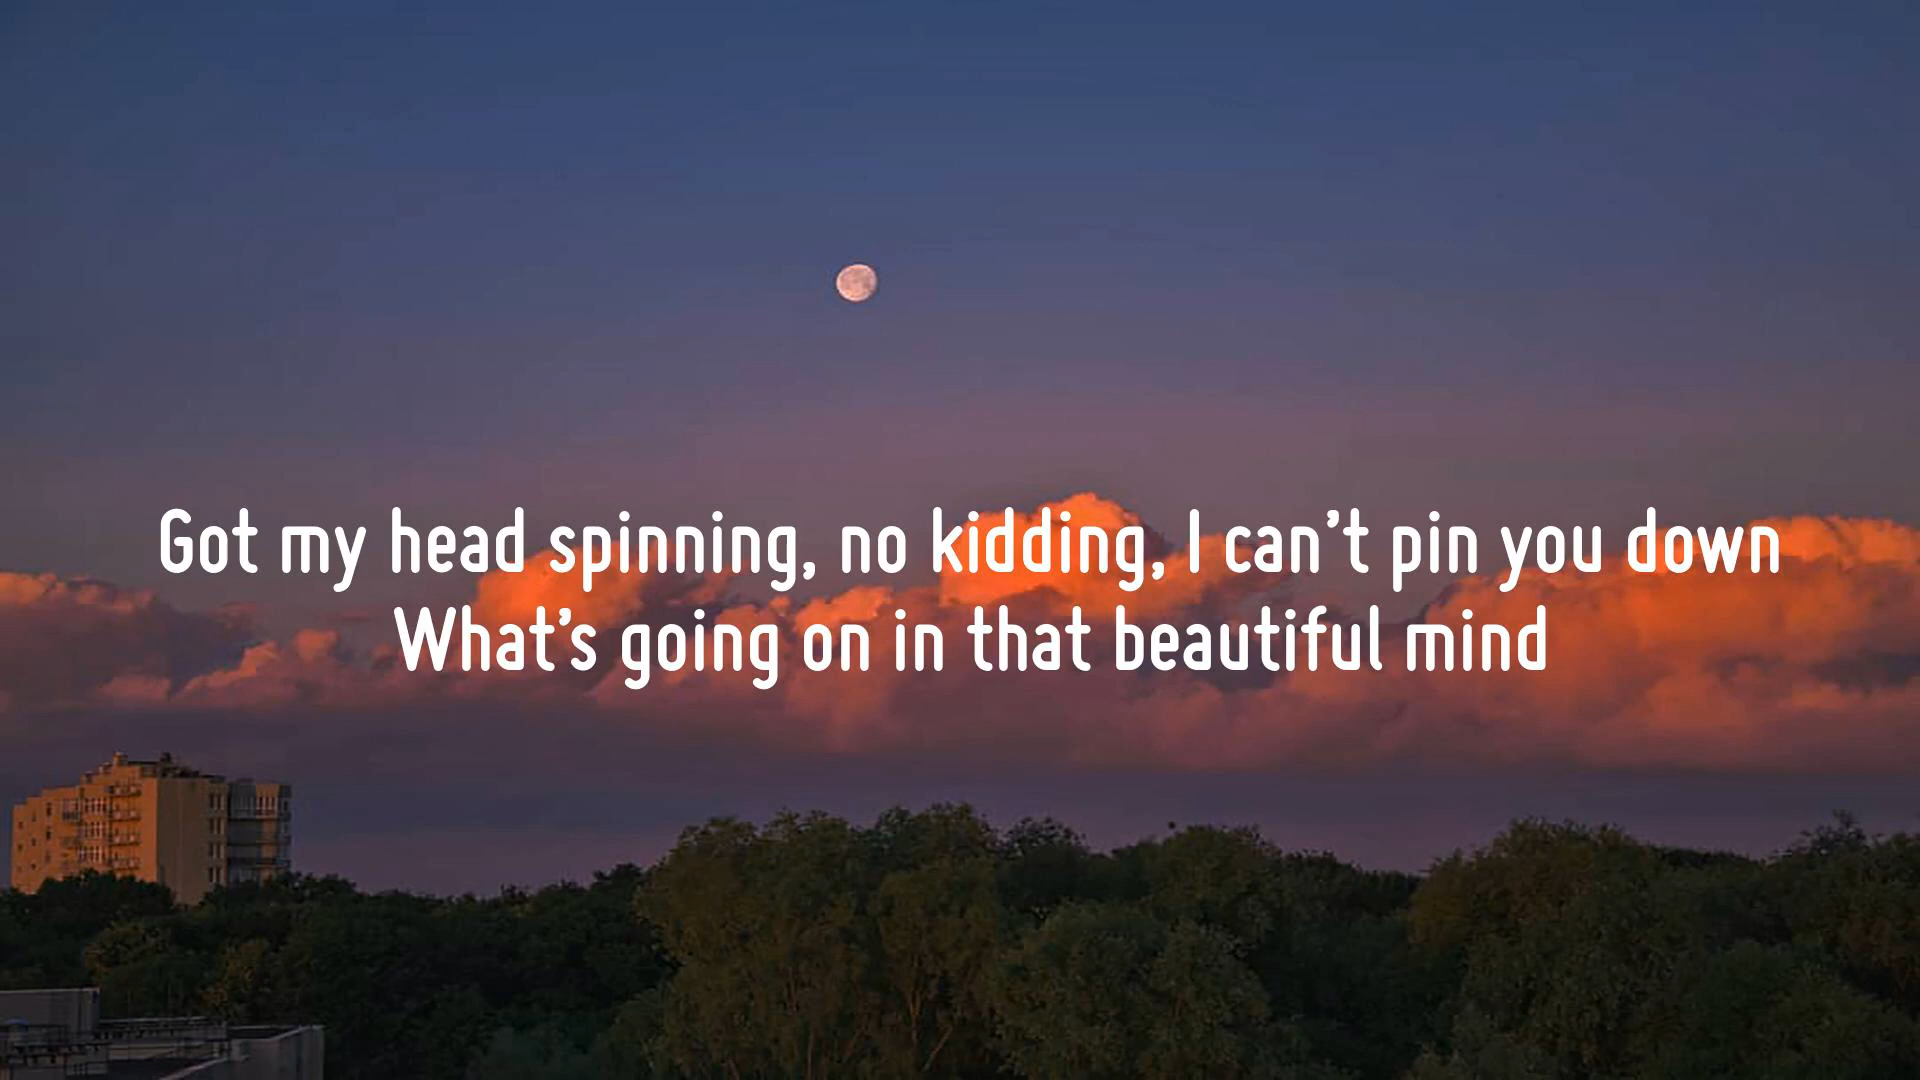 Got my head spinning, no kidding, I can’t pin you down
What’s going on in that beautiful mind